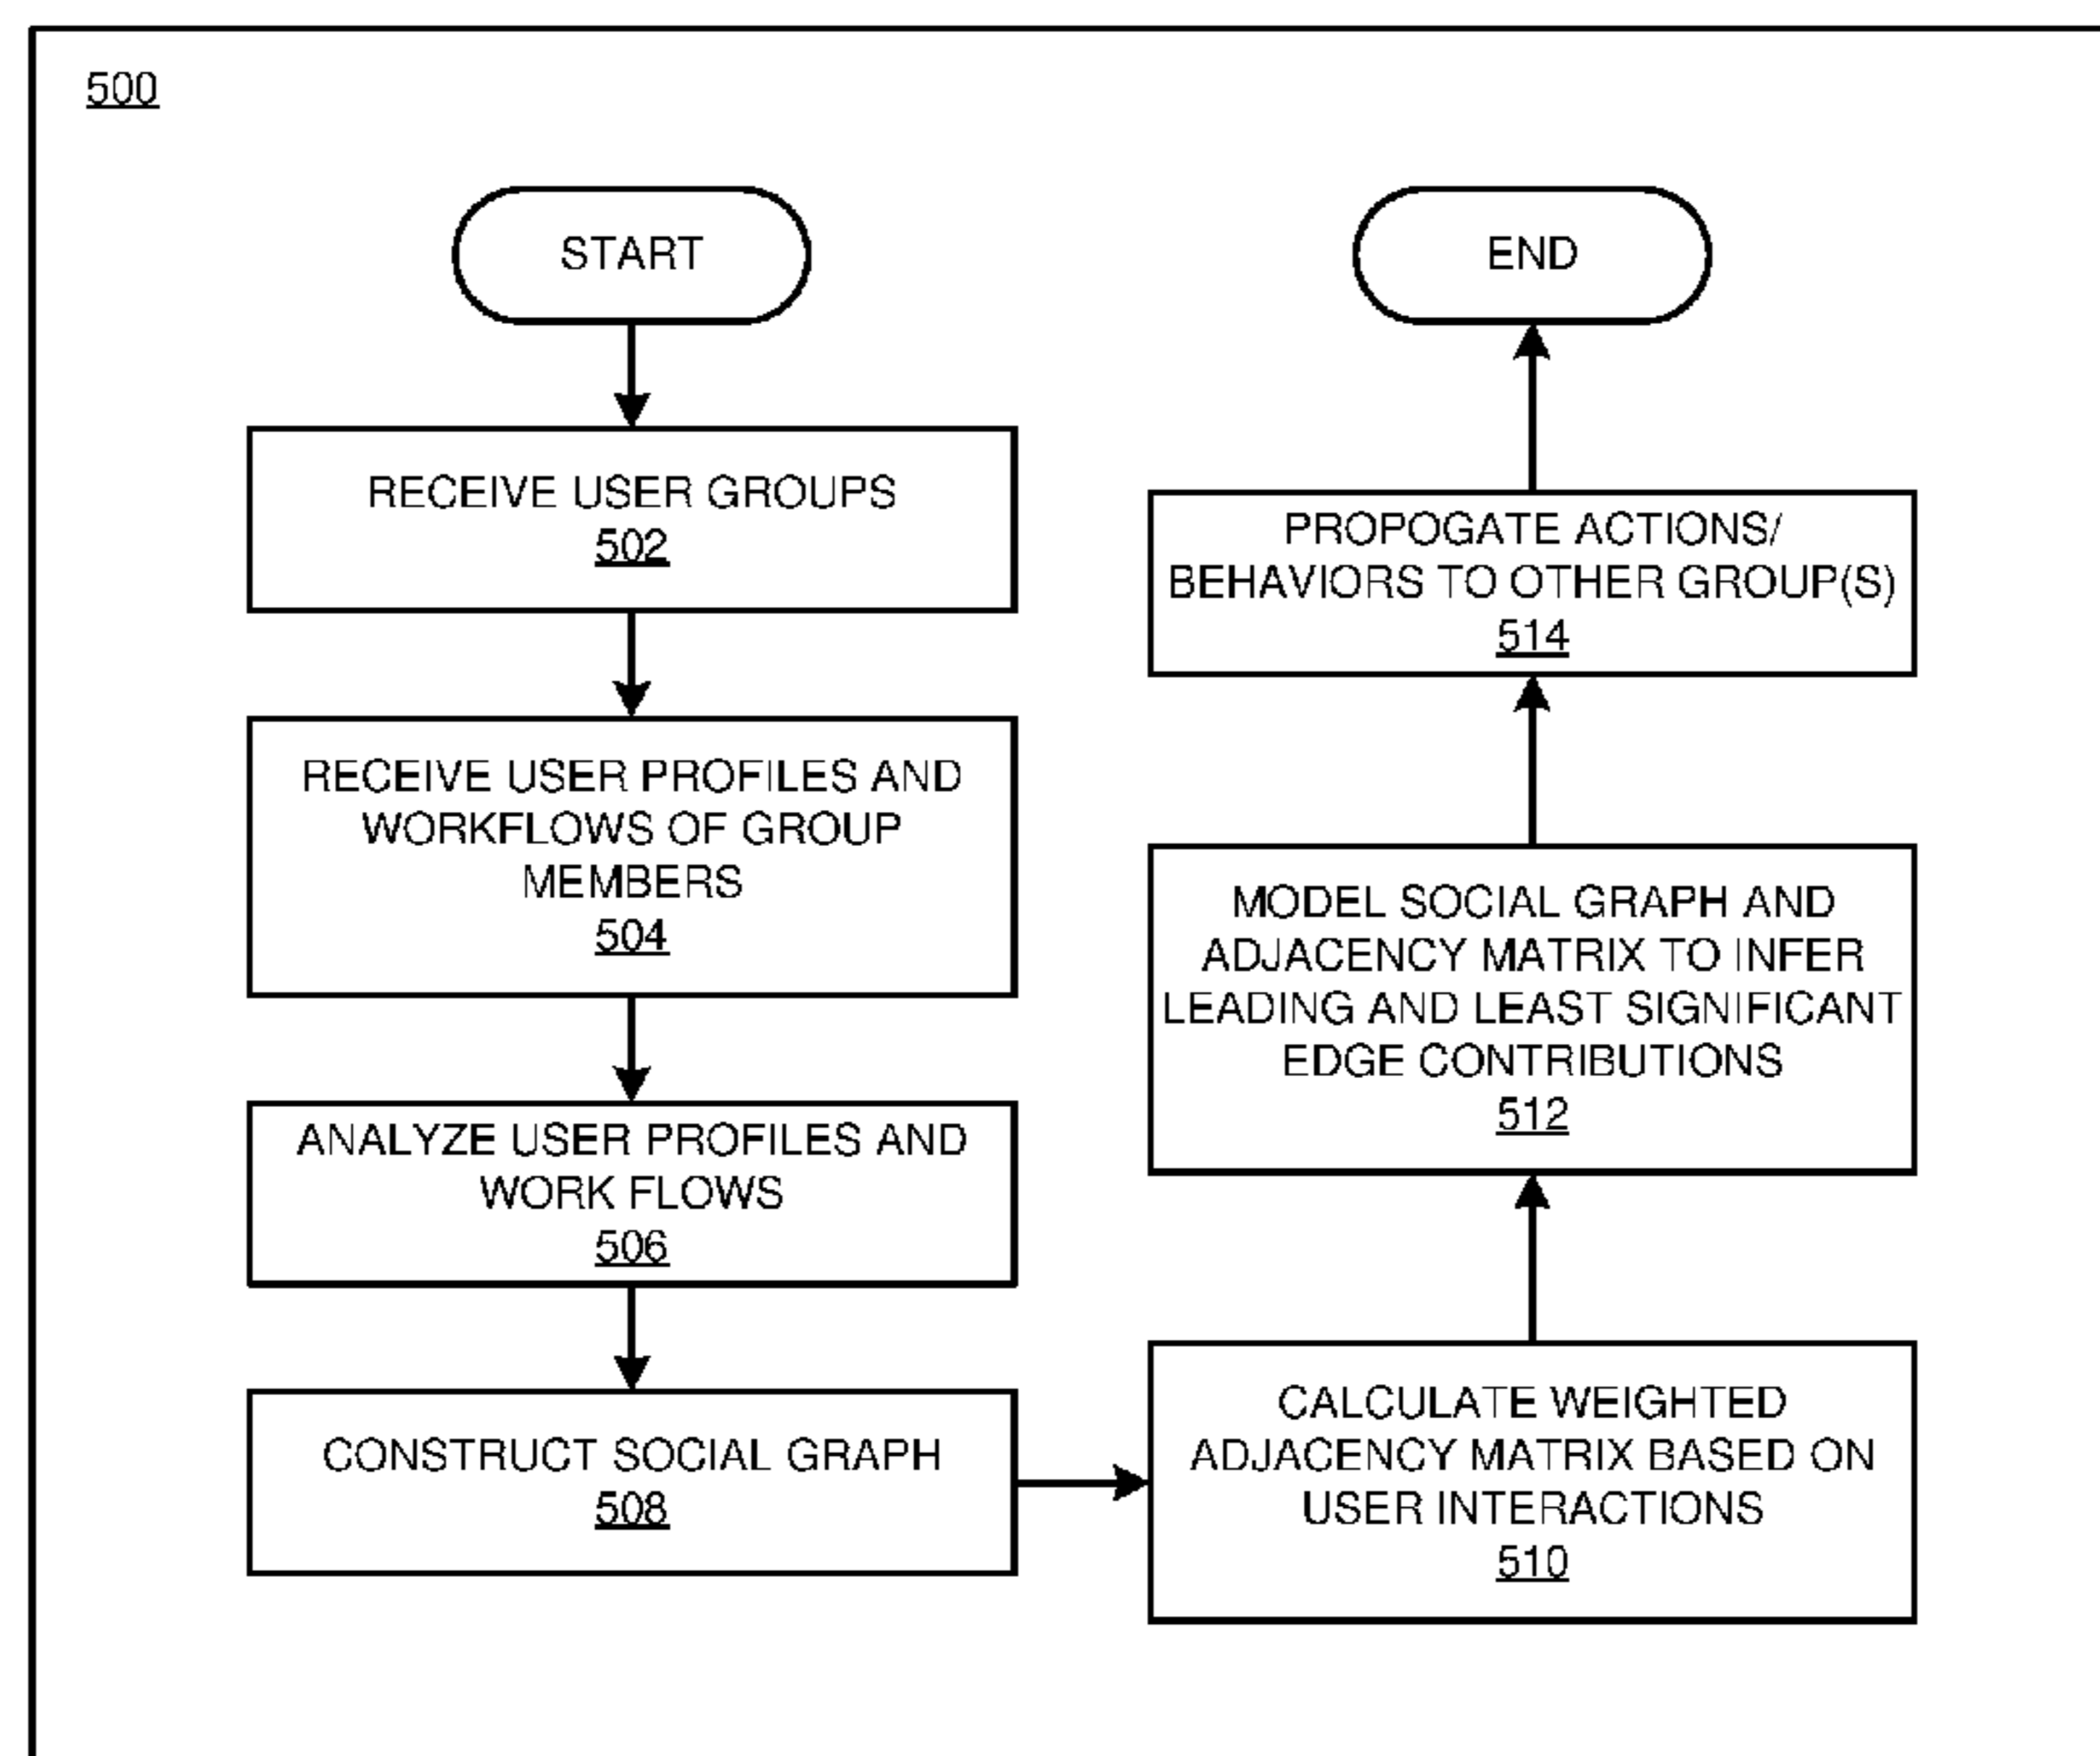 500
START
RECEIVE USER GROUPS
502
RECEIVE USER PROFILES AND
WORKFLOWS OF GROUP
MEMBERS
504
ANALYZE USER PROFILES AND
WORK FLOWS
506
CONSTRUCT SOCIAL GRAPH
508
CALCULATE WEIGHTED
ADJACENCY MATRIX BASED ON
USER INTERACTIONS
510
MODEL SOCIAL GRAPH AND
ADJACENCY MATRIX TO INFER
LEADING AND LEAST SIGNIFICANT
EDGE CONTRIBUTIONS
512
PROPOGATE ACTIONS/
BEHAVIORS TO OTHER GROUP(S)
514
END